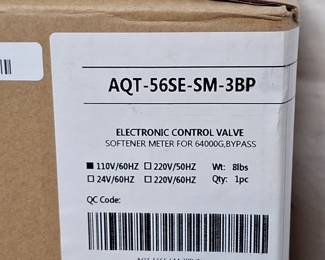 AQT-56SE-SM-3BP
ELECTRONIC CONTROL VALVE
SOFTENER METER FOR 64000G,BYPASS
■110V/60HZ □220V/50HZ Wt: 8lbs
□24V/60HZ □220V/60HZ Qty: 1pc
QC Code: